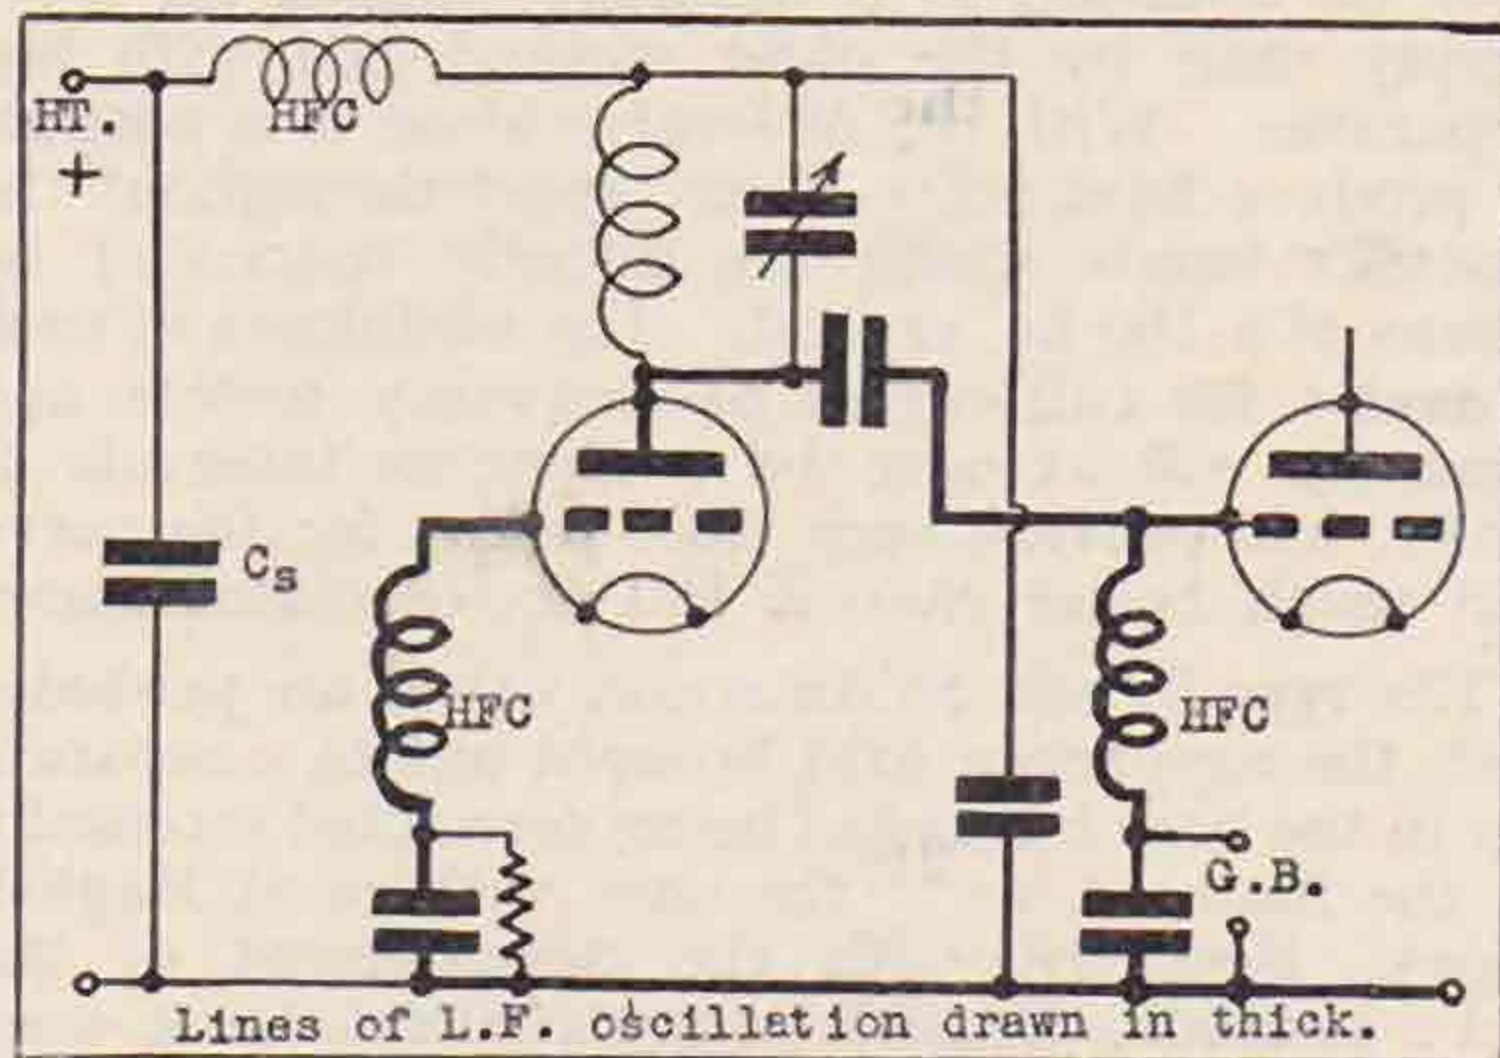 HT.
+
HFC
Cs
HFC
HFC
G.B.
Lines of L.F. oscillation drawn in thick.